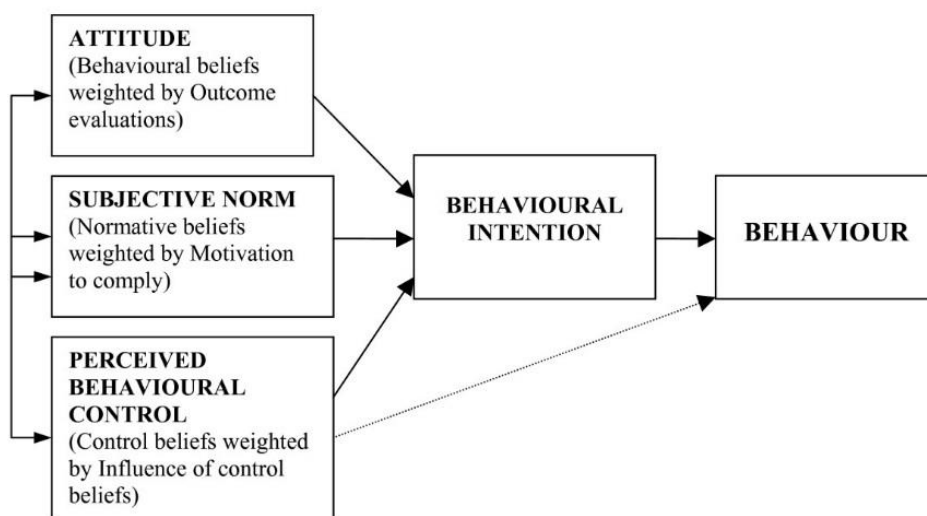 ATTITUDE
(Behavioural beliefs
weighted by Outcome
evaluations)
SUBJECTIVE NORM
(Normative beliefs
weighted by Motivation
to comply)
PERCEIVED
BEHAVIOURAL
CONTROL
(Control beliefs weighted
by Influence of control
beliefs)
BEHAVIOURAL
INTENTION
BEHAVIOUR